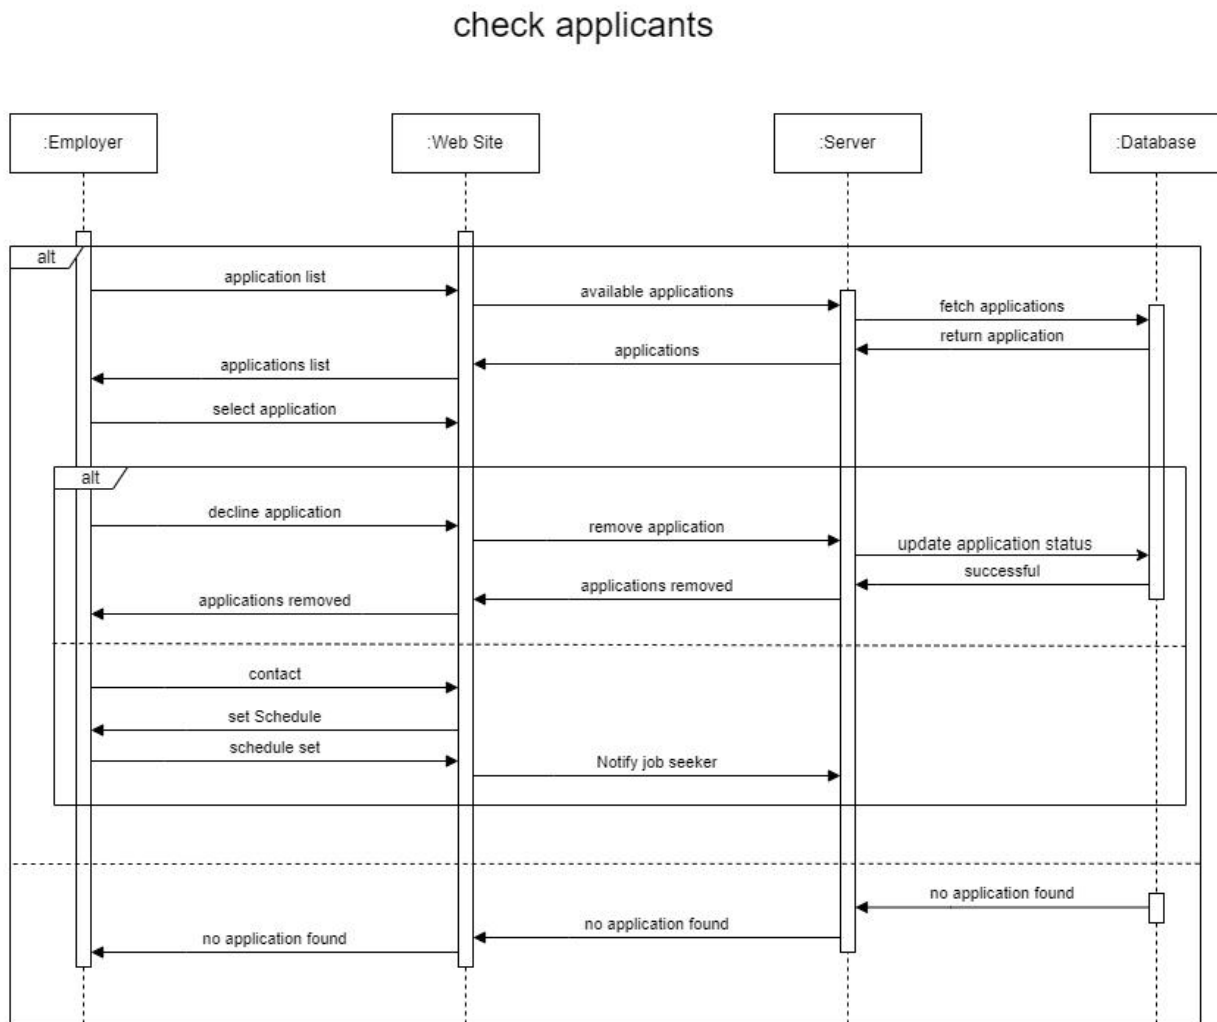 check applicants
:Employer
:Web Site
:Server
:Database
alt
application list
available applications
fetch applications
return application
applications
applications list
select application
alt
decline application
remove application
update application status
successful
applications removed
applications removed
contact
set Schedule
schedule set
Notify job seeker
no application found
no application found
no application found